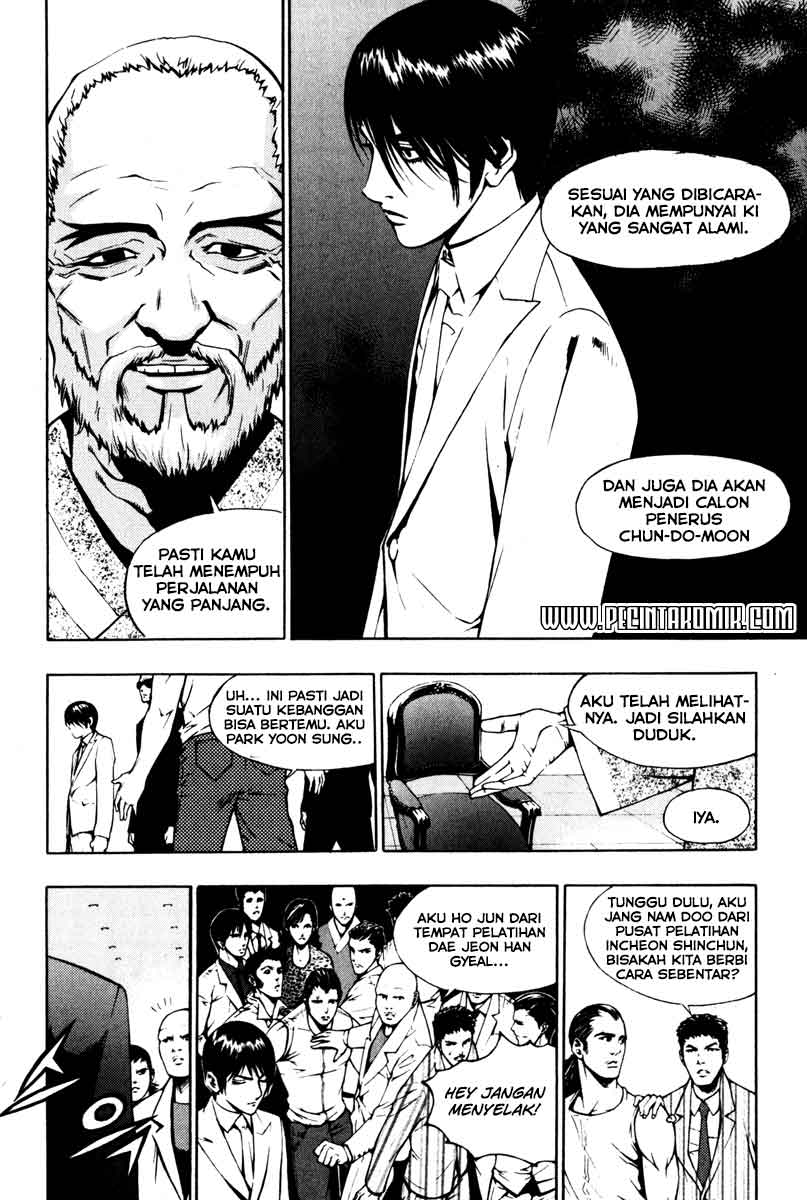 SESUAI YANG DIBICARA-
KAN, DIA MEMPUNYAI KI
YANG SANGAT ALAMI.
DAN JUGA DIA AKAN
MENJADI CALON
PENERUS
CHUN-DO-MOON
PASTI KAMU
TELAH MENEMPUH
PERJALANAN
YANG PANJANG.
WWW.PECINTAKOMIK.COM
UH... INI PASTI JADI
SUATU KEBANGGAN
BISA BERTEMU. AKU
PARK YOON SUNG..
AKU TELAH MELIHAT-
NYA. JADI SILAHKAN
DUDUK.
IYA.
AKU HO JUN DARI
TEMPAT PELATIHAN
DAE JEON HAN
GYEAL...
HEY JANGAN
MENYELAK!
TUNGGU DULU, AKU
JANG NAM DOO DARI
PUSAT PELATIHAN
INCHEON SHINCHUN,
BISAKAH KITA BERBI
CARA SEBENTAR?